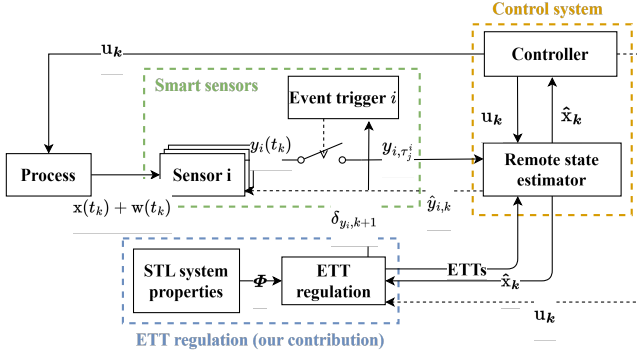 Control system
u_k
Controller
Smart sensors
Event trigger i
u_k
x̂_k
y_i(t_k)
y_{i,τ_j^i}
Process
Sensor i
Remote state
estimator
x(t_k) + w(t_k)
ŷ_{i,k}
δ_{y_i,k+1}
STL system
properties
Φ
ETT
regulation
ETTs
x̂_k
u_k
ETT regulation (our contribution)